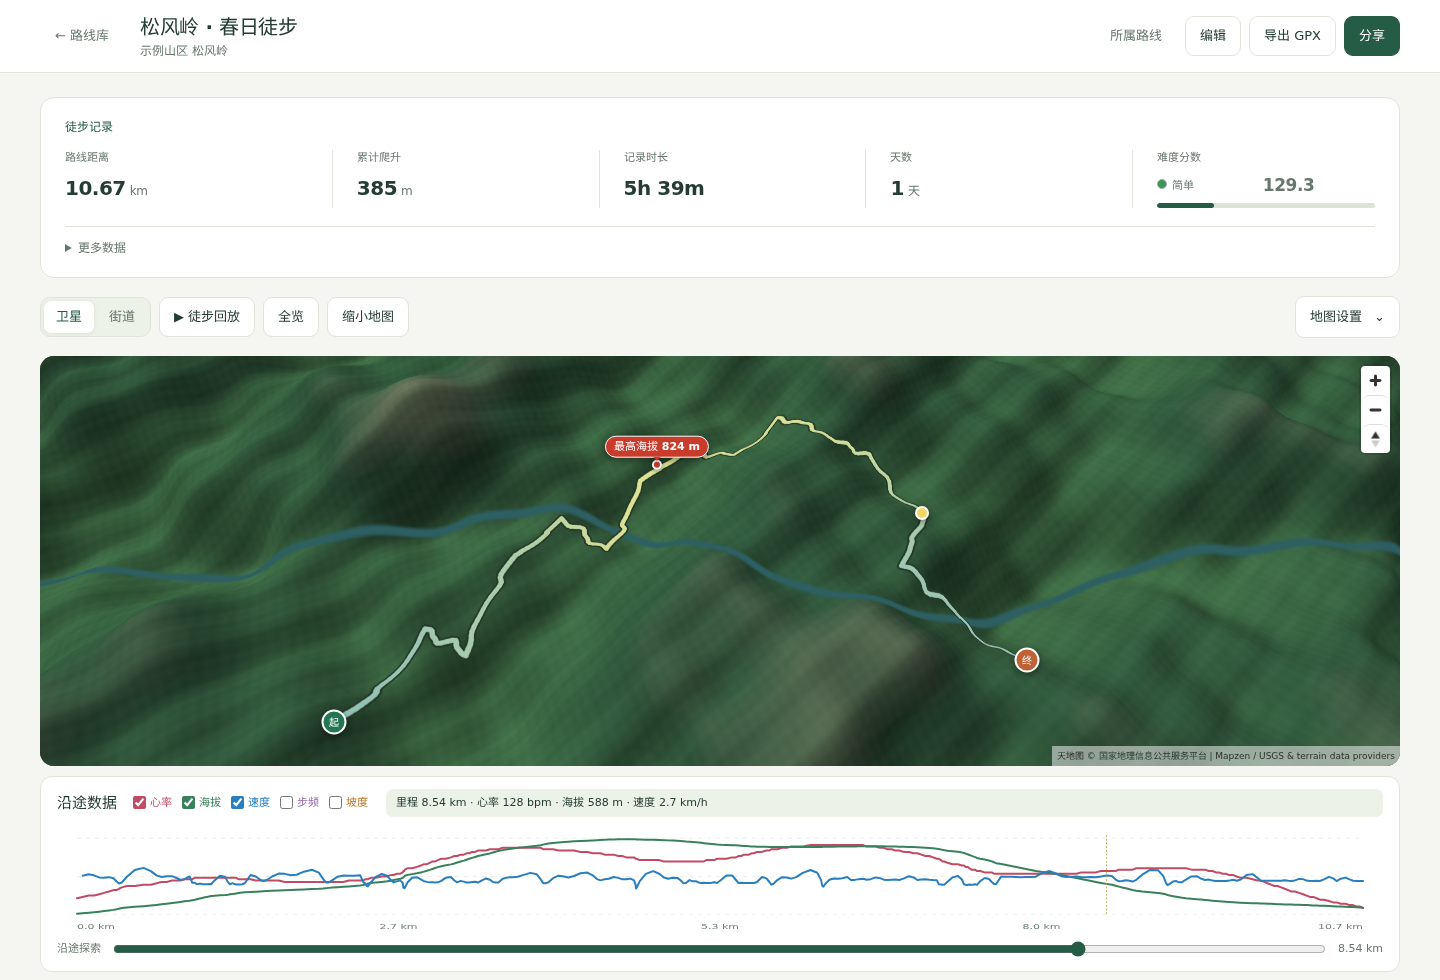 ← 路线库
松风岭 · 春日徒步
示例山区 松风岭
所属路线
编辑
导出 GPX
分享
徒步记录
路线距离
10.67 km
累计爬升
385 m
记录时长
5h 39m
天数
1 天
难度分数
简单
129.3
▶ 更多数据
卫星
街道
▶ 徒步回放
全览
缩小地图
地图设置
最高海拔 824 m
起
终
天地图 © 国家地理信息公共服务平台 | Mapzen / USGS & terrain data providers
沿途数据
心率
海拔
速度
步频
坡度
里程 8.54 km · 心率 128 bpm · 海拔 588 m · 速度 2.7 km/h
0.0 km
2.7 km
5.3 km
8.0 km
10.7 km
沿途探索
8.54 km